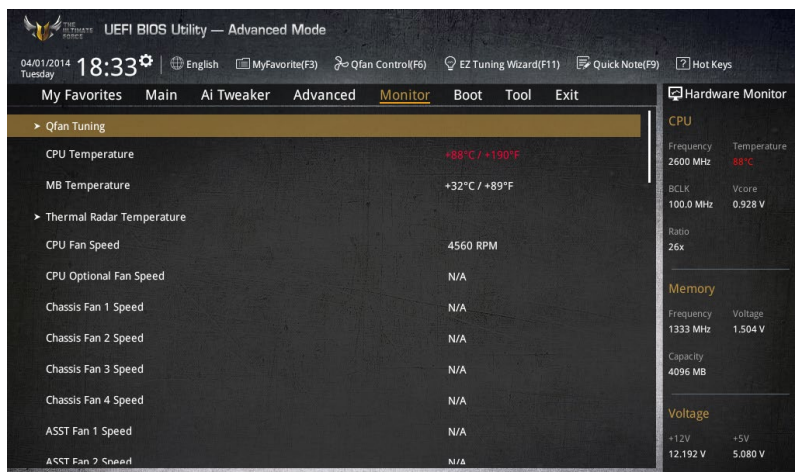 THE
ULTIMATE
FORCE
UEFI BIOS Utility — Advanced Mode
04/01/2014
Tuesday
18:33
English
MyFavorite(F3)
Qfan Control(F6)
EZ Tuning Wizard(F11)
Quick Note(F9)
? Hot Keys
My Favorites Main Ai Tweaker Advanced Monitor Boot Tool Exit
Hardware Monitor
> Qfan Tuning
CPU Temperature +88°C / +190°F
MB Temperature +32°C / +89°F
> Thermal Radar Temperature
CPU Fan Speed 4560 RPM
CPU Optional Fan Speed N/A
Chassis Fan 1 Speed N/A
Chassis Fan 2 Speed N/A
Chassis Fan 3 Speed N/A
Chassis Fan 4 Speed N/A
ASST Fan 1 Speed N/A
ASST Fan 2 Speed N/A
CPU
Frequency Temperature
2600 MHz 88°C
BCLK Vcore
100.0 MHz 0.928 V
Ratio
26x
Memory
Frequency Voltage
1333 MHz 1.504 V
Capacity
4096 MB
Voltage
+12V +5V
12.192 V 5.080 V